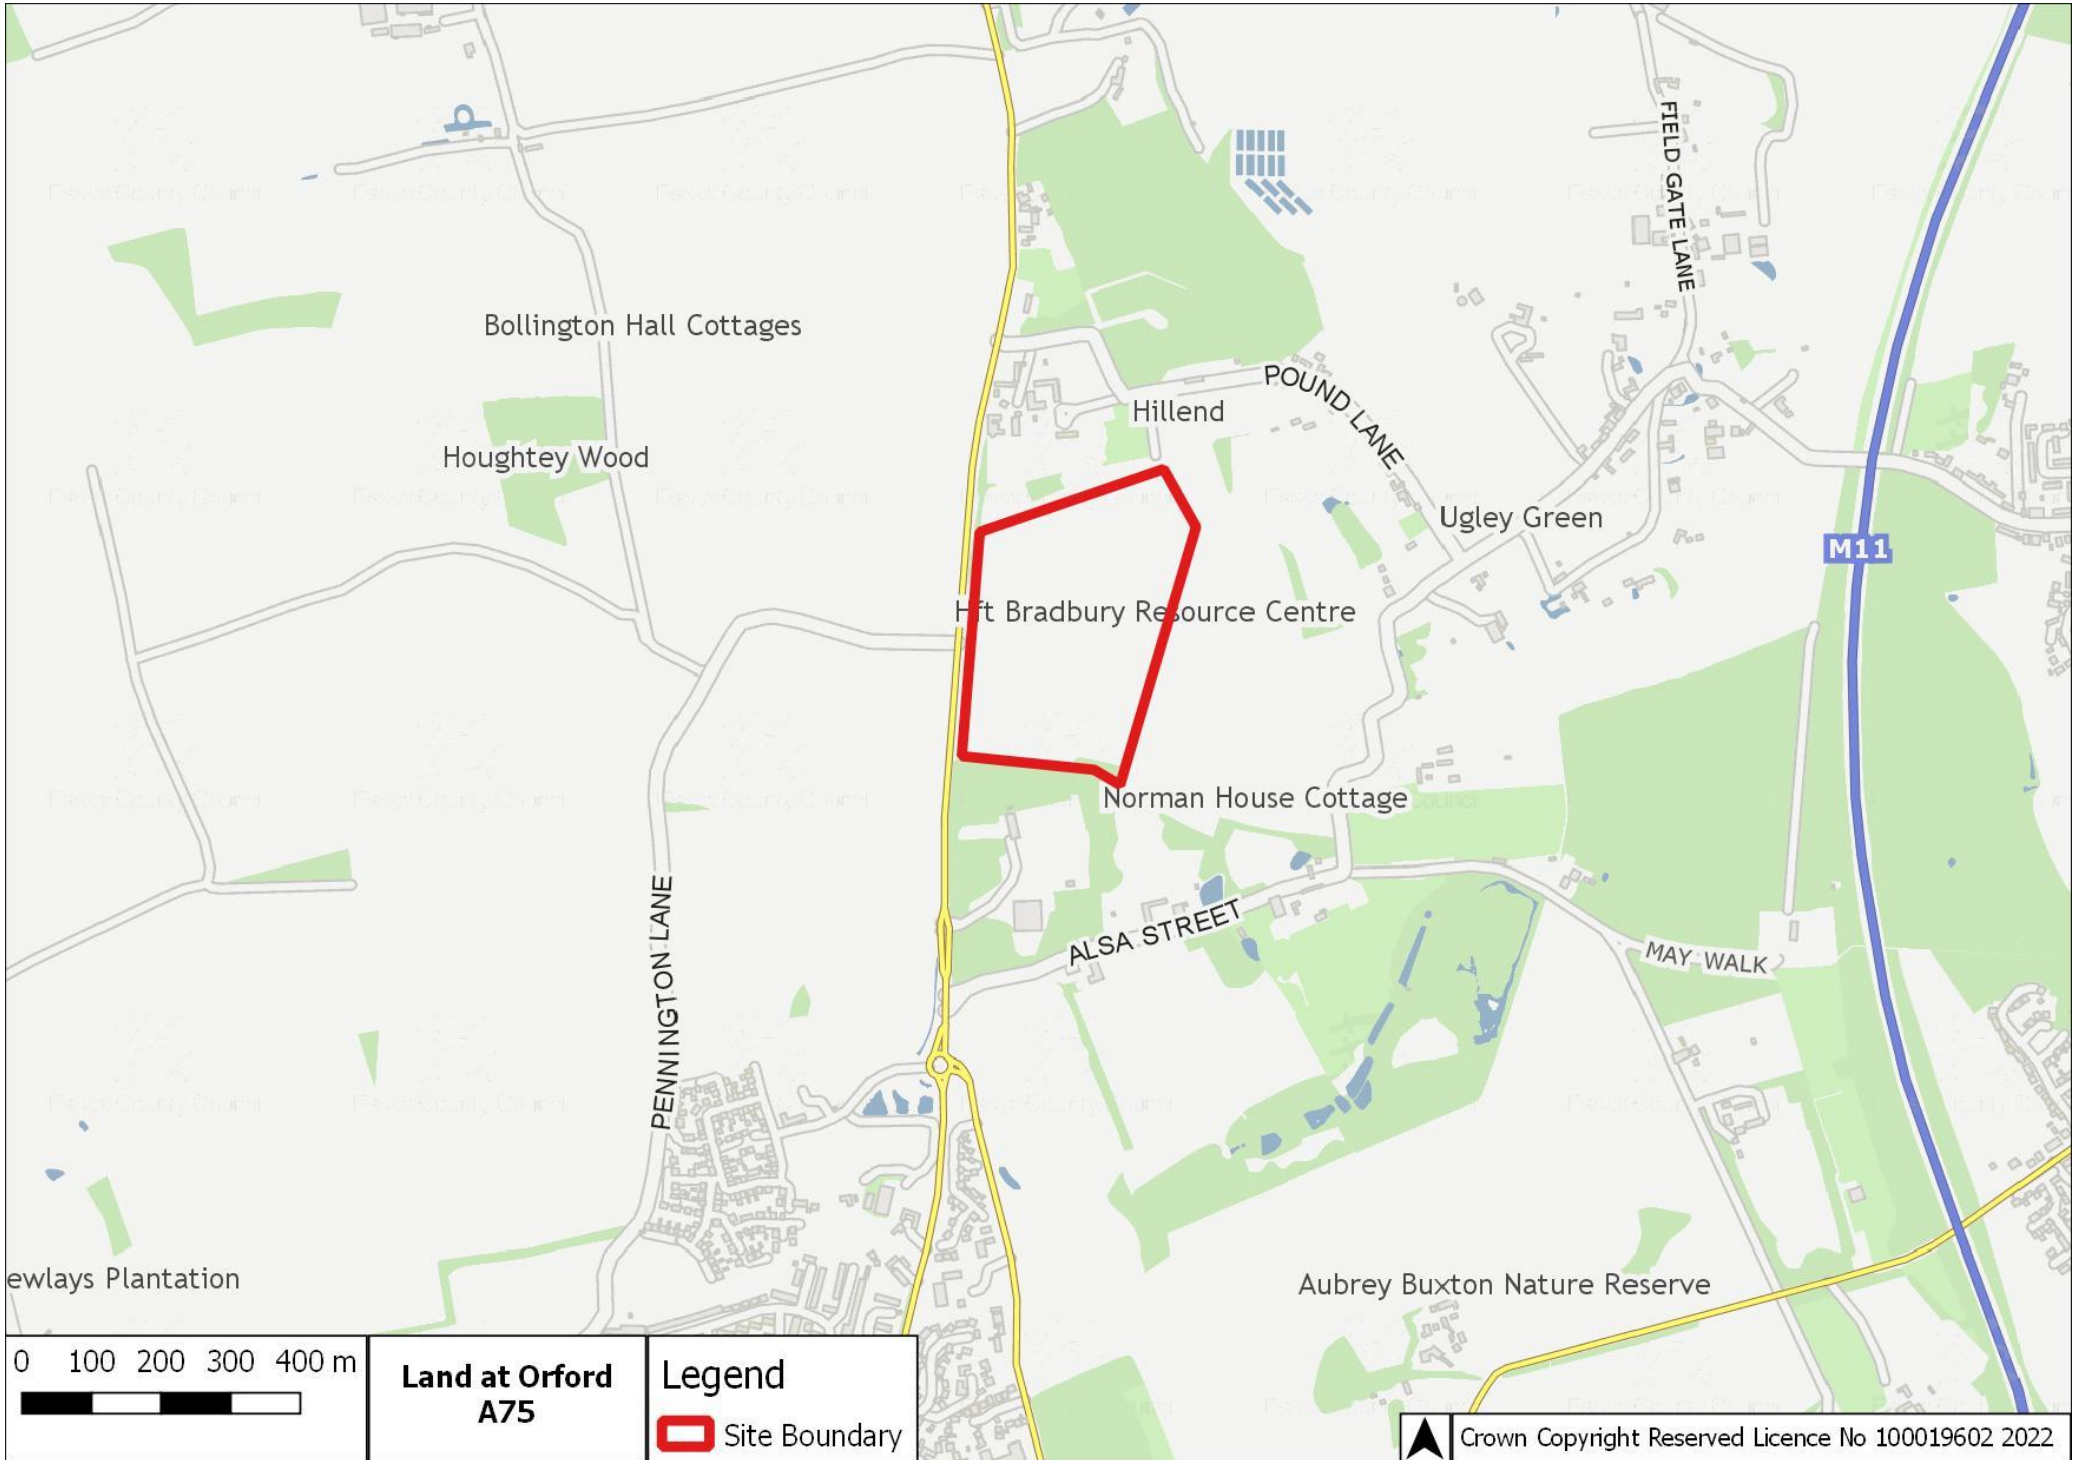 FIELD GATE LANE
Bollington Hall Cottages
POUND LANE
Hillend
Houghtey Wood
Ugley Green
M11
Hft Bradbury Resource Centre
Norman House Cottage
PENNINGTON LANE
ALSA STREET
MAY WALK
ewlays Plantation
Aubrey Buxton Nature Reserve
0 100 200 300 400 m
Land at Orford
A75
Legend
Site Boundary
Crown Copyright Reserved Licence No 100019602 2022